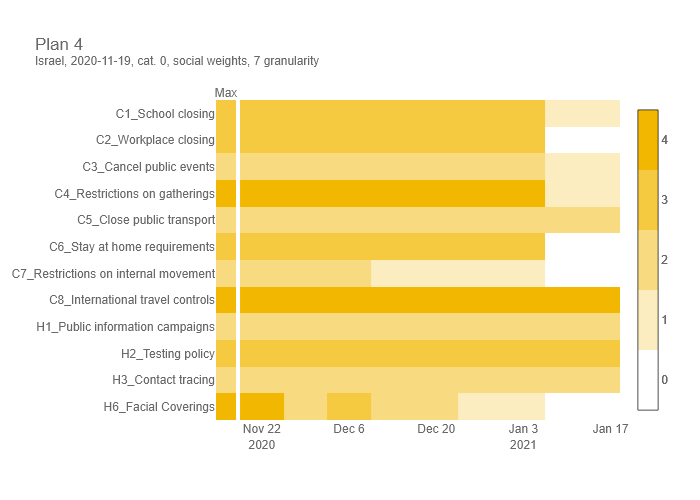 Plan 4
Israel, 2020-11-19, cat. 0, social weights, 7 granularity
Max
C1_School closing
C2_Workplace closing
C3_Cancel public events
C4_Restrictions on gatherings
C5_Close public transport
C6_Stay at home requirements
C7_Restrictions on internal movement
C8_International travel controls
H1_Public information campaigns
H2_Testing policy
H3_Contact tracing
H6_Facial Coverings
Nov 22 Dec 6 Dec 20 Jan 3 Jan 17
2020 2021
4
3
2
1
0